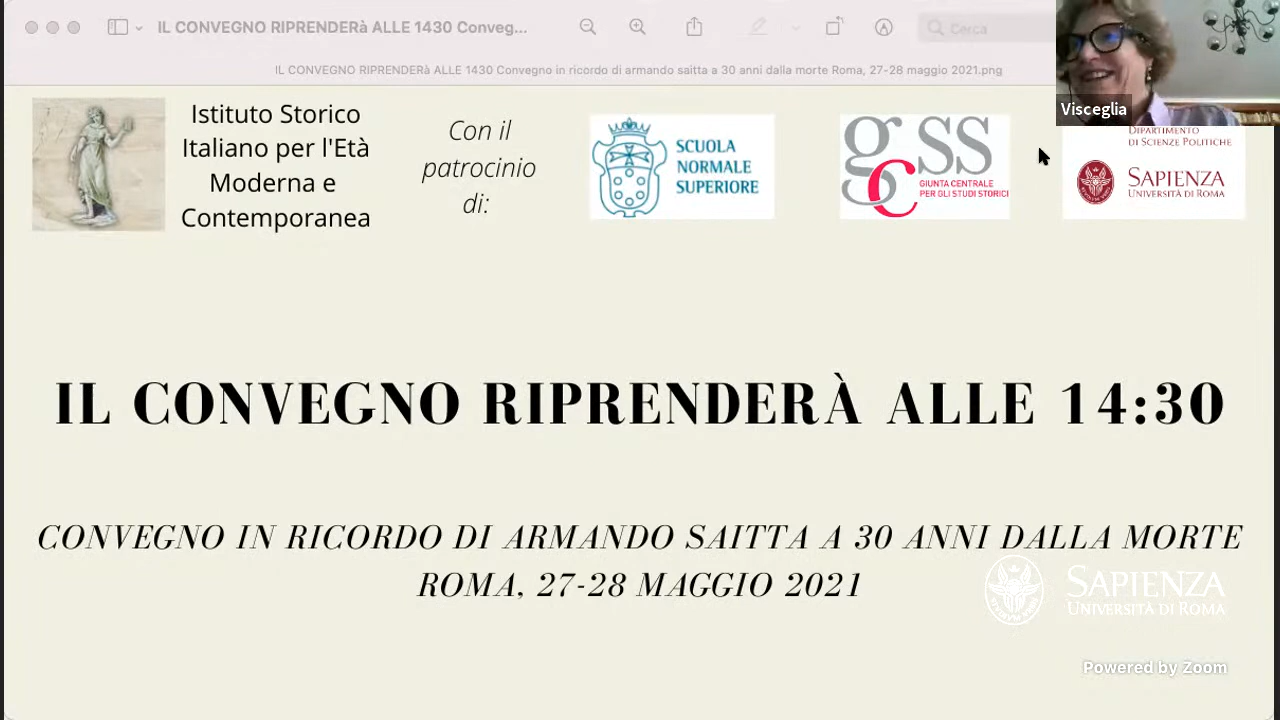 IL CONVEGNO RIPRENDERà ALLE 1430 Conveg...
Cerca
IL CONVEGNO RIPRENDERà ALLE 1430 Convegno in ricordo di armando saitta a 30 anni dalla morte Roma, 27-28 maggio 2021.png
Visceglia
Istituto Storico
Italiano per l'Età
Moderna e
Contemporanea
Con il
patrocinio
di:
SCUOLA
NORMALE
SUPERIORE
gcss
GIUNTA CENTRALE
PER GLI STUDI STORICI
DIPARTIMENTO
DI SCIENZE POLITICHE
SAPIENZA
UNIVERSITÀ DI ROMA
IL CONVEGNO RIPRENDERÀ ALLE 14:30
CONVEGNO IN RICORDO DI ARMANDO SAITTA A 30 ANNI DALLA MORTE
ROMA, 27-28 MAGGIO 2021
SAPIENZA
UNIVERSITÀ DI ROMA
Powered by Zoom